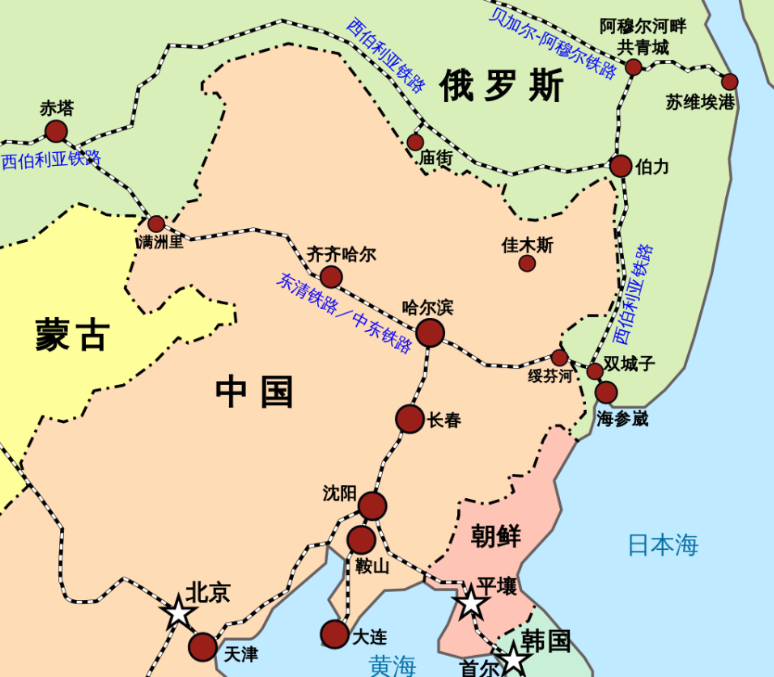 贝加尔-阿穆尔铁路
阿穆尔河畔
共青城
西伯利亚铁路
俄罗斯
苏维埃港
赤塔
西伯利亚铁路
庙街
伯力
满洲里
齐齐哈尔
佳木斯
西伯利亚铁路
东清铁路／中东铁路
哈尔滨
蒙古
绥芬河
双城子
中国
海参崴
长春
沈阳
朝鲜
日本海
鞍山
北京
平壤
大连
天津
韩国
黄海
首尔